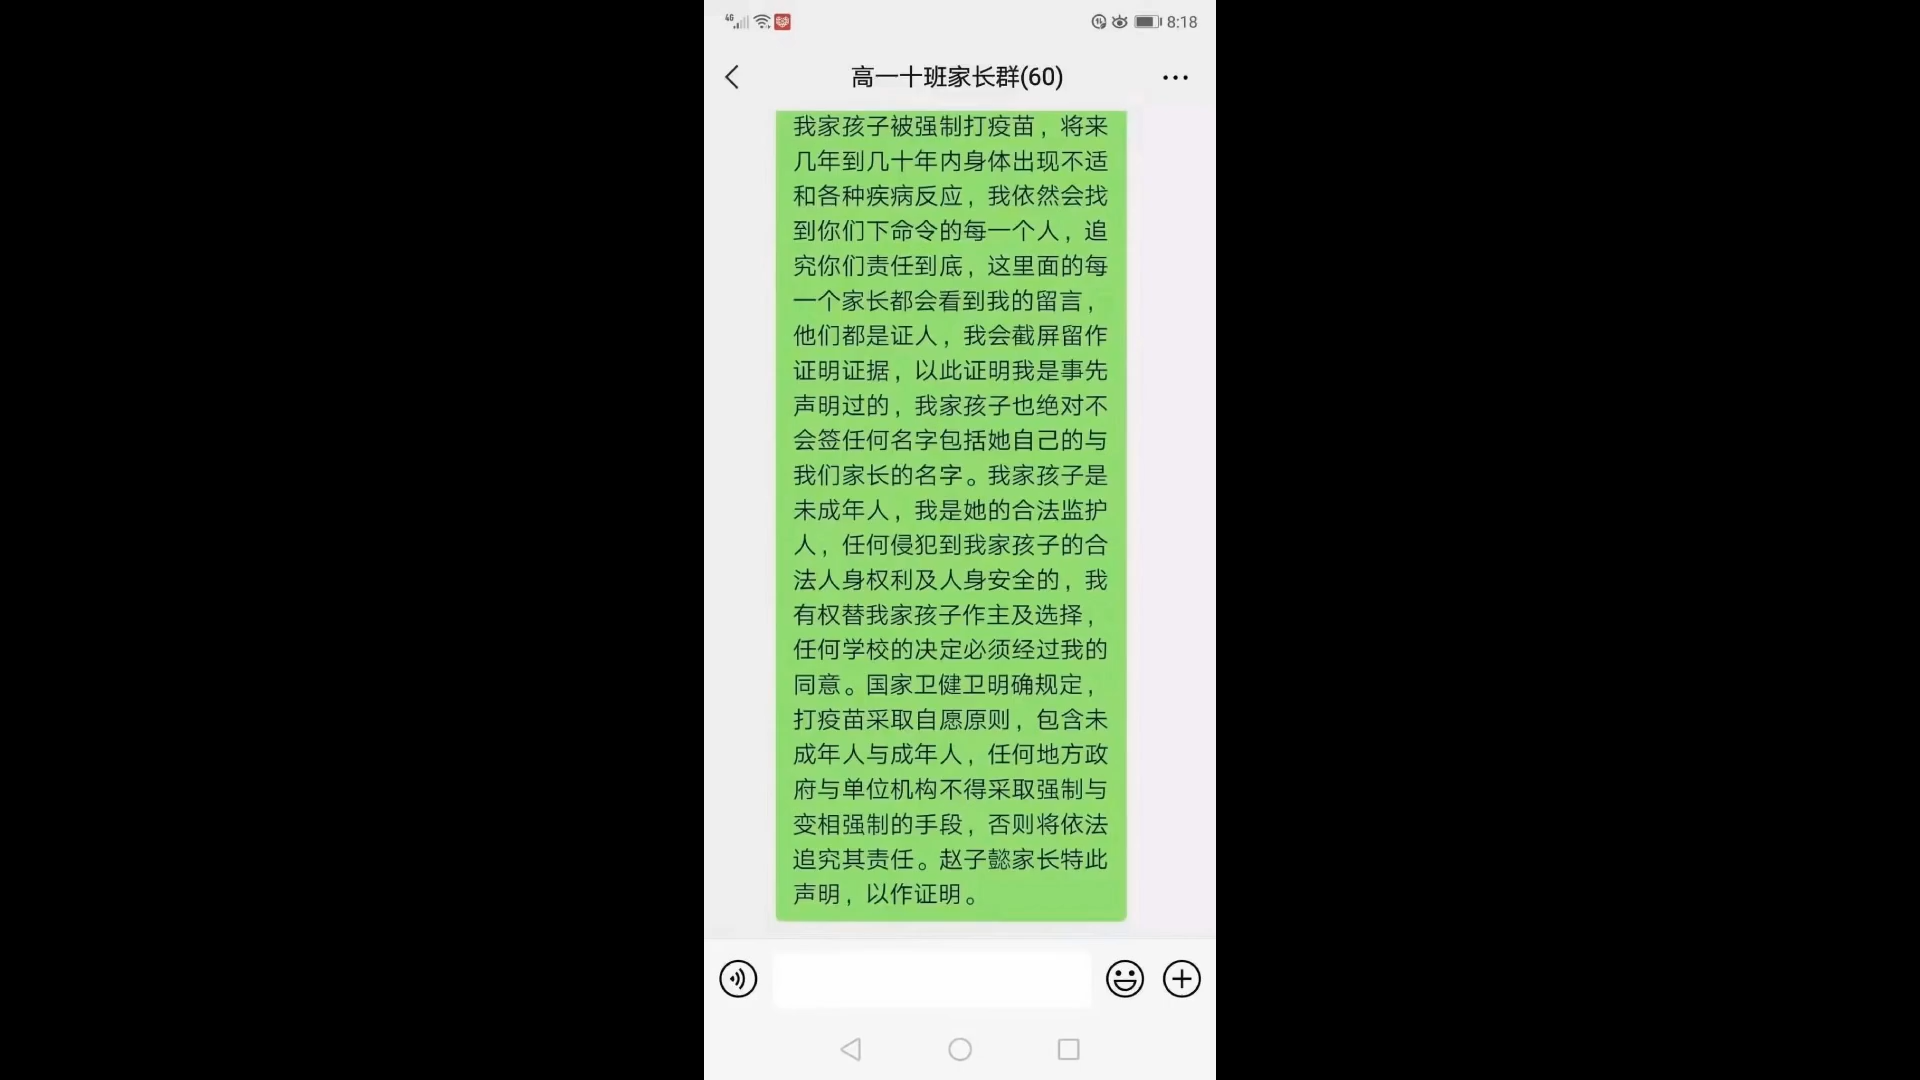 4G
8:18
高一十班家长群(60)
我家孩子被强制打疫苗，将来
几年到几十年内身体出现不适
和各种疾病反应，我依然会找
到你们下命令的每一个人，追
究你们责任到底，这里面的每
一个家长都会看到我的留言，
他们都是证人，我会截屏留作
证明证据，以此证明我是事先
声明过的，我家孩子也绝对不
会签任何名字包括她自己的与
我们家长的名字。我家孩子是
未成年人，我是她的合法监护
人，任何侵犯到我家孩子的合
法人身权利及人身安全的，我
有权替我家孩子作主及选择，
任何学校的决定必须经过我的
同意。国家卫健卫明确规定，
打疫苗采取自愿原则，包含未
成年人与成年人，任何地方政
府与单位机构不得采取强制与
变相强制的手段，否则将依法
追究其责任。赵子懿家长特此
声明，以作证明。